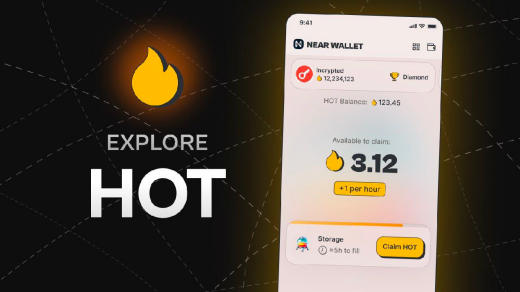 EXPLORE
HOT
9:41
NEAR WALLET
Incrypted
12,234,123
Diamond
HOT Balance: 123.45
Available to claim:
3.12
+1 per hour
Storage
≈5h to fill
Claim HOT